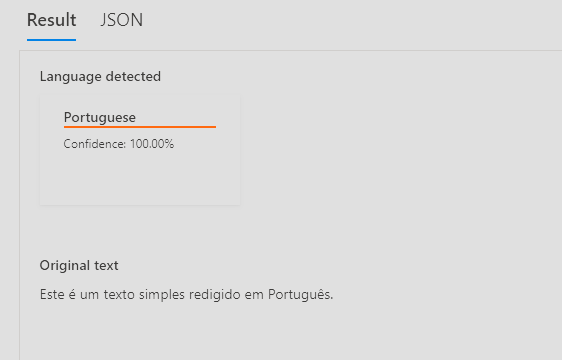 Result JSON
Language detected
Portuguese
Confidence: 100.00%
Original text
Este é um texto simples redigido em Português.